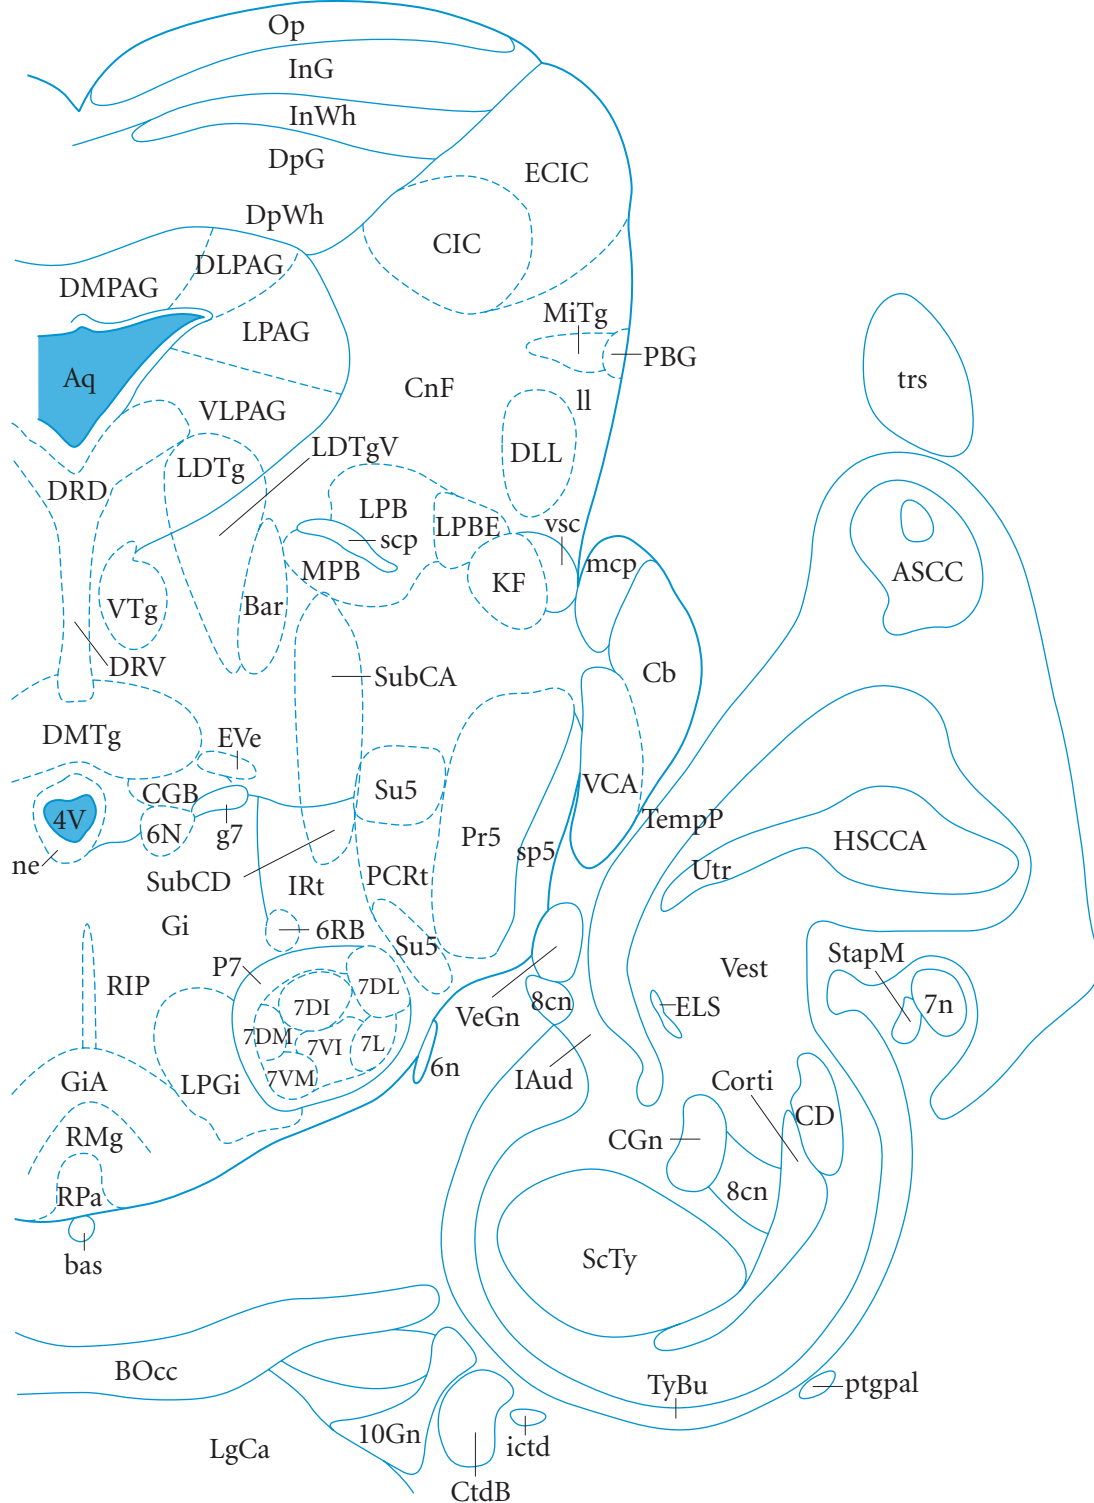 Op
InG
InWh
DpG
ECIC
DpWh
CIC
DLPAG
DMPAG
MiTg
LPAG
PBG
Aq
trs
CnF
ll
VLPAG
LDTgV
DLL
LDTg
DRD
LPB
LPBE
vsc
scp
mcp
MPB
ASCC
KF
Bar
VTg
DRV
SubCA
Cb
DMTg
EVe
VCA
CGB
Su5
4V
TempP
6N
g7
Pr5
HSCCA
sp5
ne
Utr
SubCD
IRt
PCRt
Gi
6RB
Su5
StapM
P7
Vest
RIP
7DL
7DI
8cn
ELS
7n
VeGn
7DM
7VI
7L
6n
IAud
7VM
GiA
LPGi
Corti
CD
RMg
CGn
8cn
RPa
bas
ScTy
BOcc
TyBu
ptgpal
10Gn
ictd
LgCa
CtdB